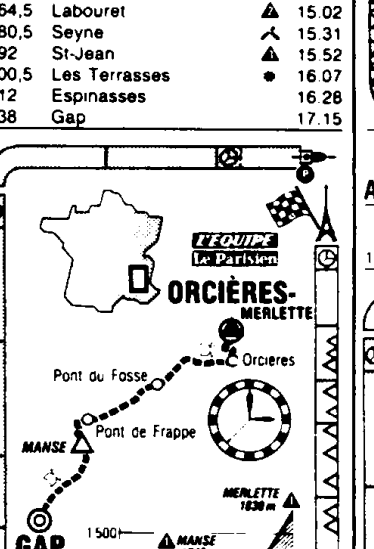 64,5 Labouret 2 15.02
80,5 Seyne 15.31
92 St-Jean 15.52
00,5 Les Terrasses 16.07
12 Espinasses 16.28
38 Gap 17.15
P
L'EQUIPE
Le Parisien
ORCIÈRES-
MERLETTE
Orcieres
Pont du Fosse
Pont de Frappe
MANSE
MERLETTE
1830 m
1500
MANSE
GAP